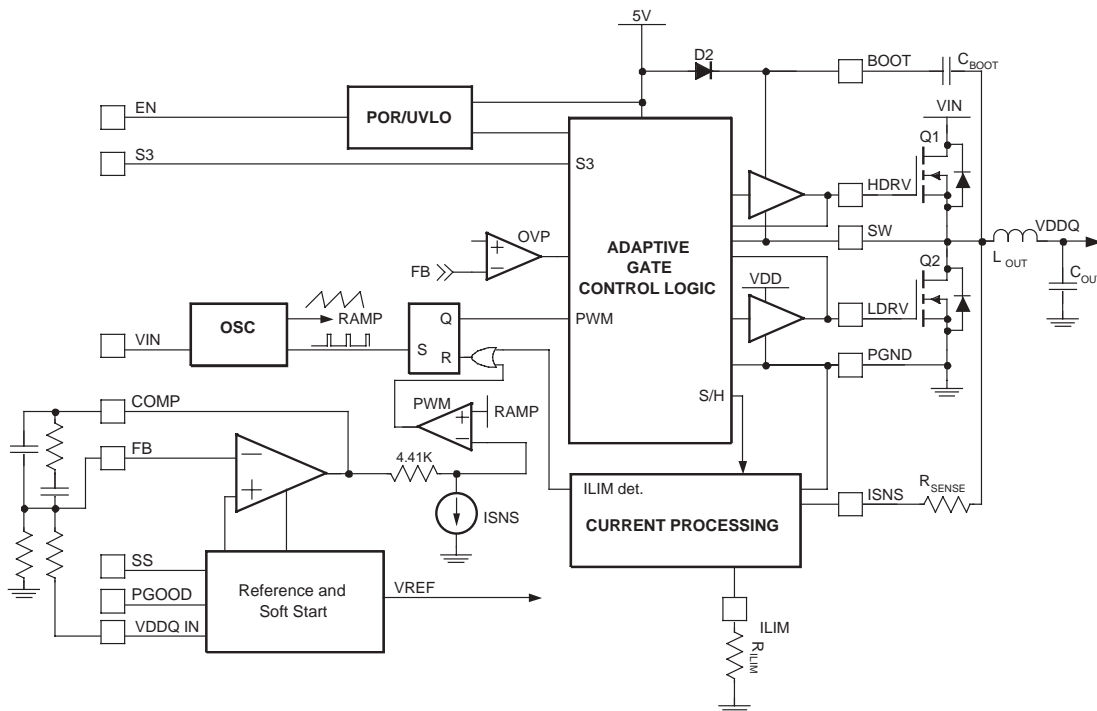 5V
D2
BOOT
CBOOT
EN
POR/UVLO
VIN
Q1
S3
S3
HDRV
OVP
FB
SW
VDDQ
ADAPTIVE
GATE
CONTROL LOGIC
LOUT
Q2
COUT
VDD
OSC
RAMP
Q
PWM
LDRV
VIN
S
R
PGND
COMP
PWM
RAMP
S/H
FB
4.41K
ISNS
ILIM det.
CURRENT PROCESSING
ISNS
RSENSE
SS
PGOOD
VDDQ IN
Reference and
Soft Start
VREF
ILIM
RILIM